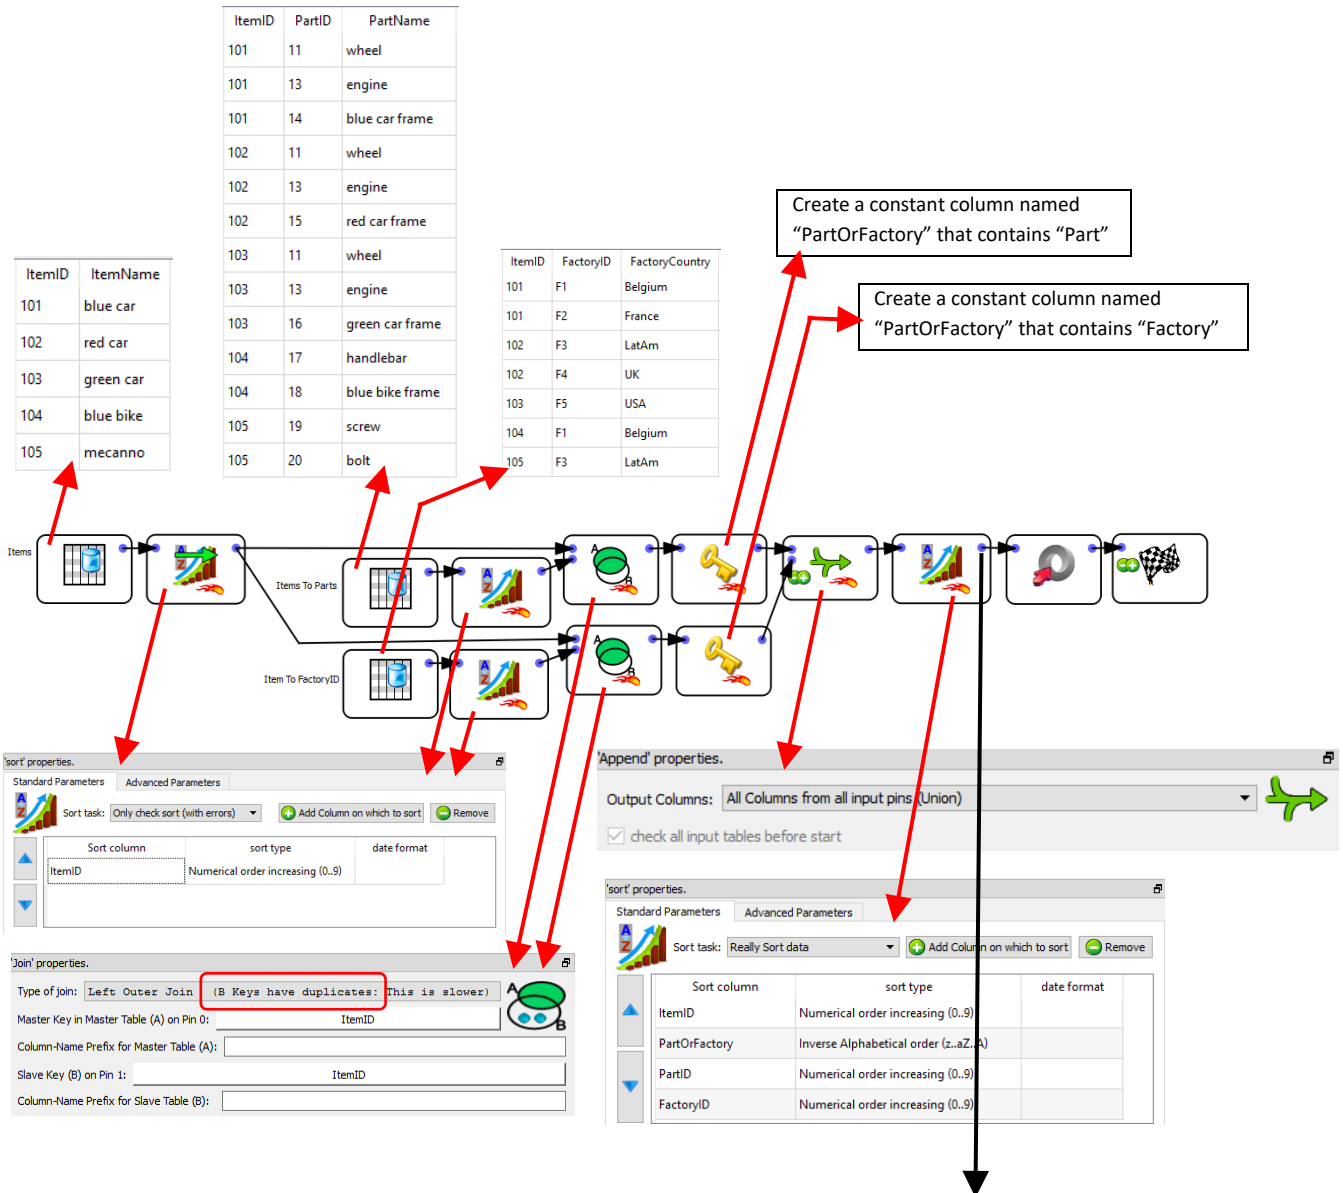 ItemID PartID PartName
101 11 wheel
101 13 engine
101 14 blue car frame
102 11 wheel
102 13 engine
102 15 red car frame
103 11 wheel
103 13 engine
103 16 green car frame
104 17 handlebar
104 18 blue bike frame
105 19 screw
105 20 bolt
Create a constant column named
“PartOrFactory” that contains “Part”
ItemID ItemName
101 blue car
102 red car
103 green car
104 blue bike
105 mecanno
ItemID FactoryID FactoryCountry
101 F1 Belgium
101 F2 France
102 F3 LatAm
102 F4 UK
103 F5 USA
104 F1 Belgium
105 F3 LatAm
Create a constant column named
“PartOrFactory” that contains “Factory”
Items
Items To Parts
Item To FactoryID
A
B
A
B
'sort' properties.
Standard Parameters Advanced Parameters
Sort task: Only check sort (with errors) Add Column on which to sort Remove
Sort column sort type date format
ItemID Numerical order increasing (0..9)
'Append' properties.
Output Columns: All Columns from all input pins (Union)
check all input tables before start
'Join' properties.
Type of join: Left Outer Join (B Keys have duplicates: This is slower)
Master Key in Master Table (A) on Pin 0: ItemID
Column-Name Prefix for Master Table (A):
Slave Key (B) on Pin 1: ItemID
Column-Name Prefix for Slave Table (B):
A
B
'sort' properties.
Standard Parameters Advanced Parameters
Sort task: Really Sort data Add Column on which to sort Remove
Sort column sort type date format
ItemID Numerical order increasing (0..9)
PartOrFactory Inverse Alphabetical order (z..aZ..A)
PartID Numerical order increasing (0..9)
FactoryID Numerical order increasing (0..9)